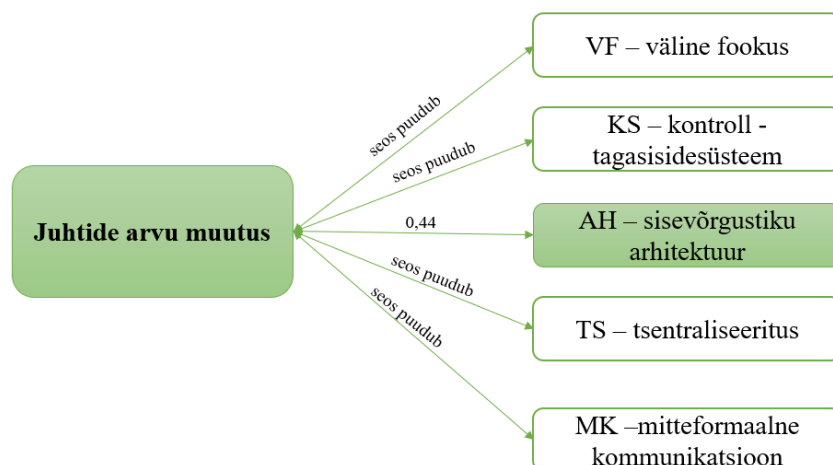 VF – väline fookus
seos puudub
KS – kontroll -
tagasisidesüsteem
seos puudub
Juhtide arvu muutus
0,44
AH – sisevõrgustiku
arhitektuur
seos puudub
TS – tsentraliseeritus
seos puudub
MK –mitteformaalne
kommunikatsioon